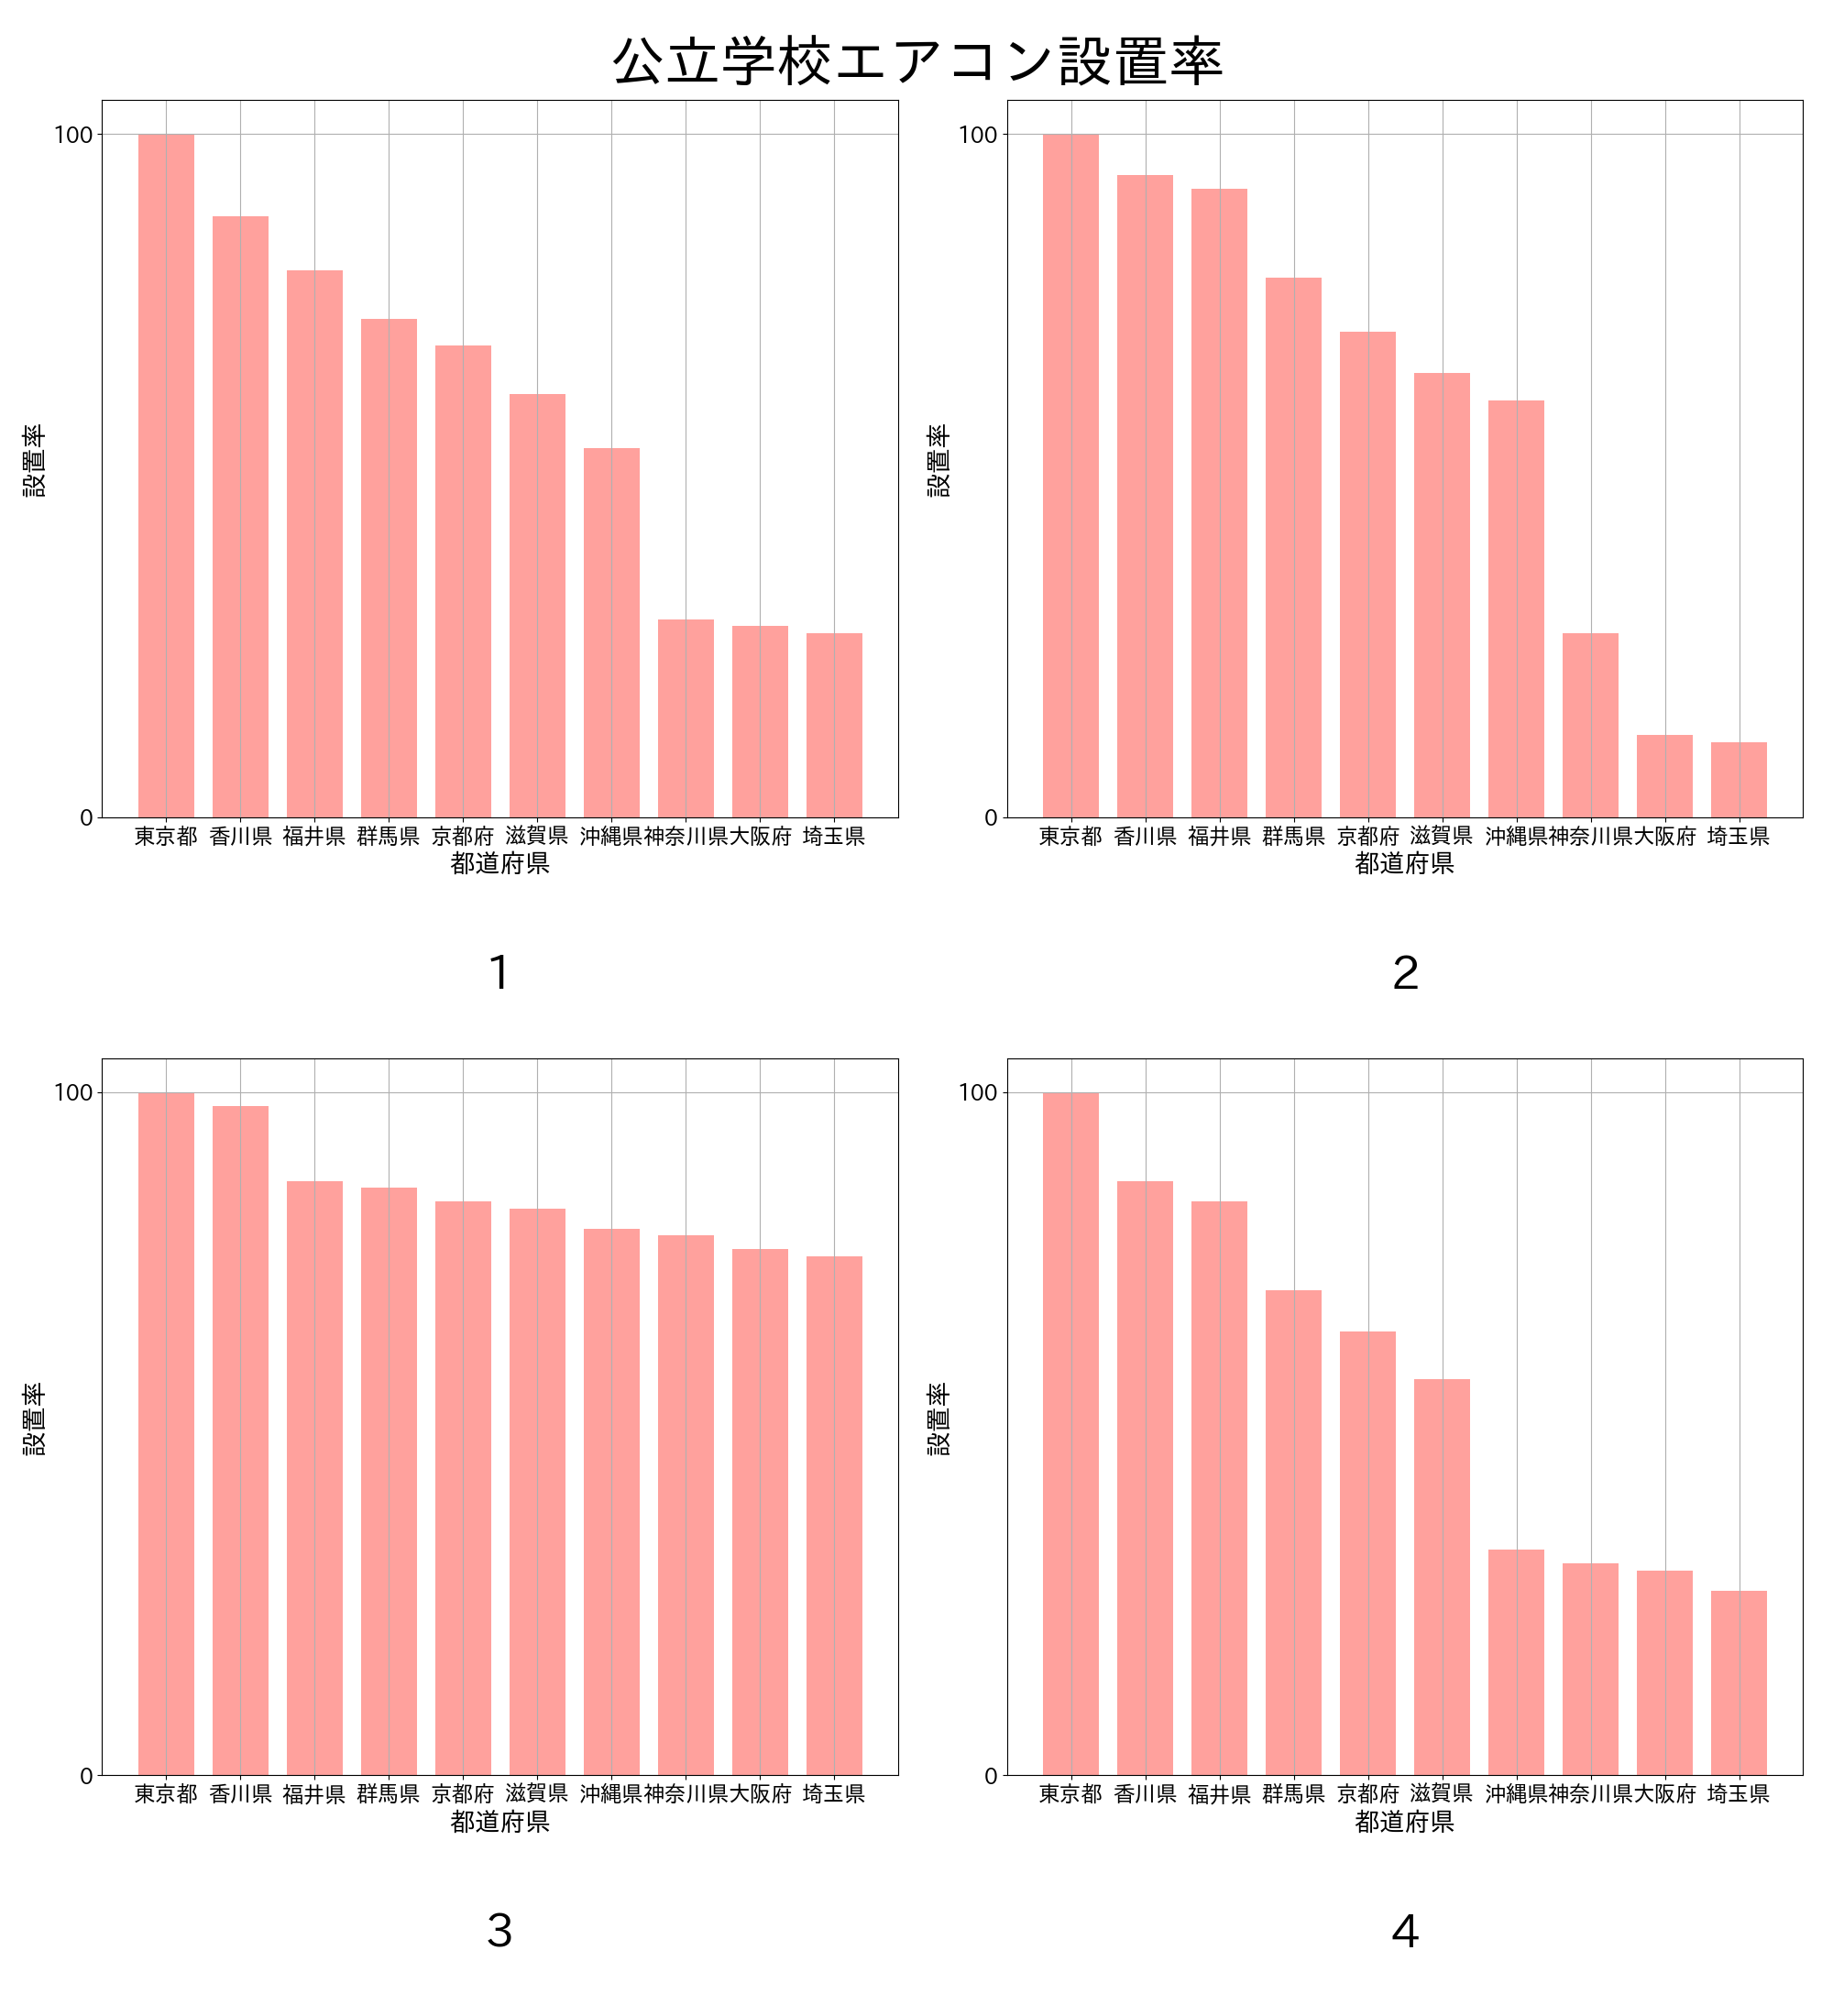 公立学校エアコン設置率
100
0
設置率
東京都 香川県 福井県 群馬県 京都府 滋賀県 沖縄県 神奈川県 大阪府 埼玉県
都道府県
1
100
0
設置率
東京都 香川県 福井県 群馬県 京都府 滋賀県 沖縄県 神奈川県 大阪府 埼玉県
都道府県
2
100
0
設置率
東京都 香川県 福井県 群馬県 京都府 滋賀県 沖縄県 神奈川県 大阪府 埼玉県
都道府県
3
100
0
設置率
東京都 香川県 福井県 群馬県 京都府 滋賀県 沖縄県 神奈川県 大阪府 埼玉県
都道府県
4